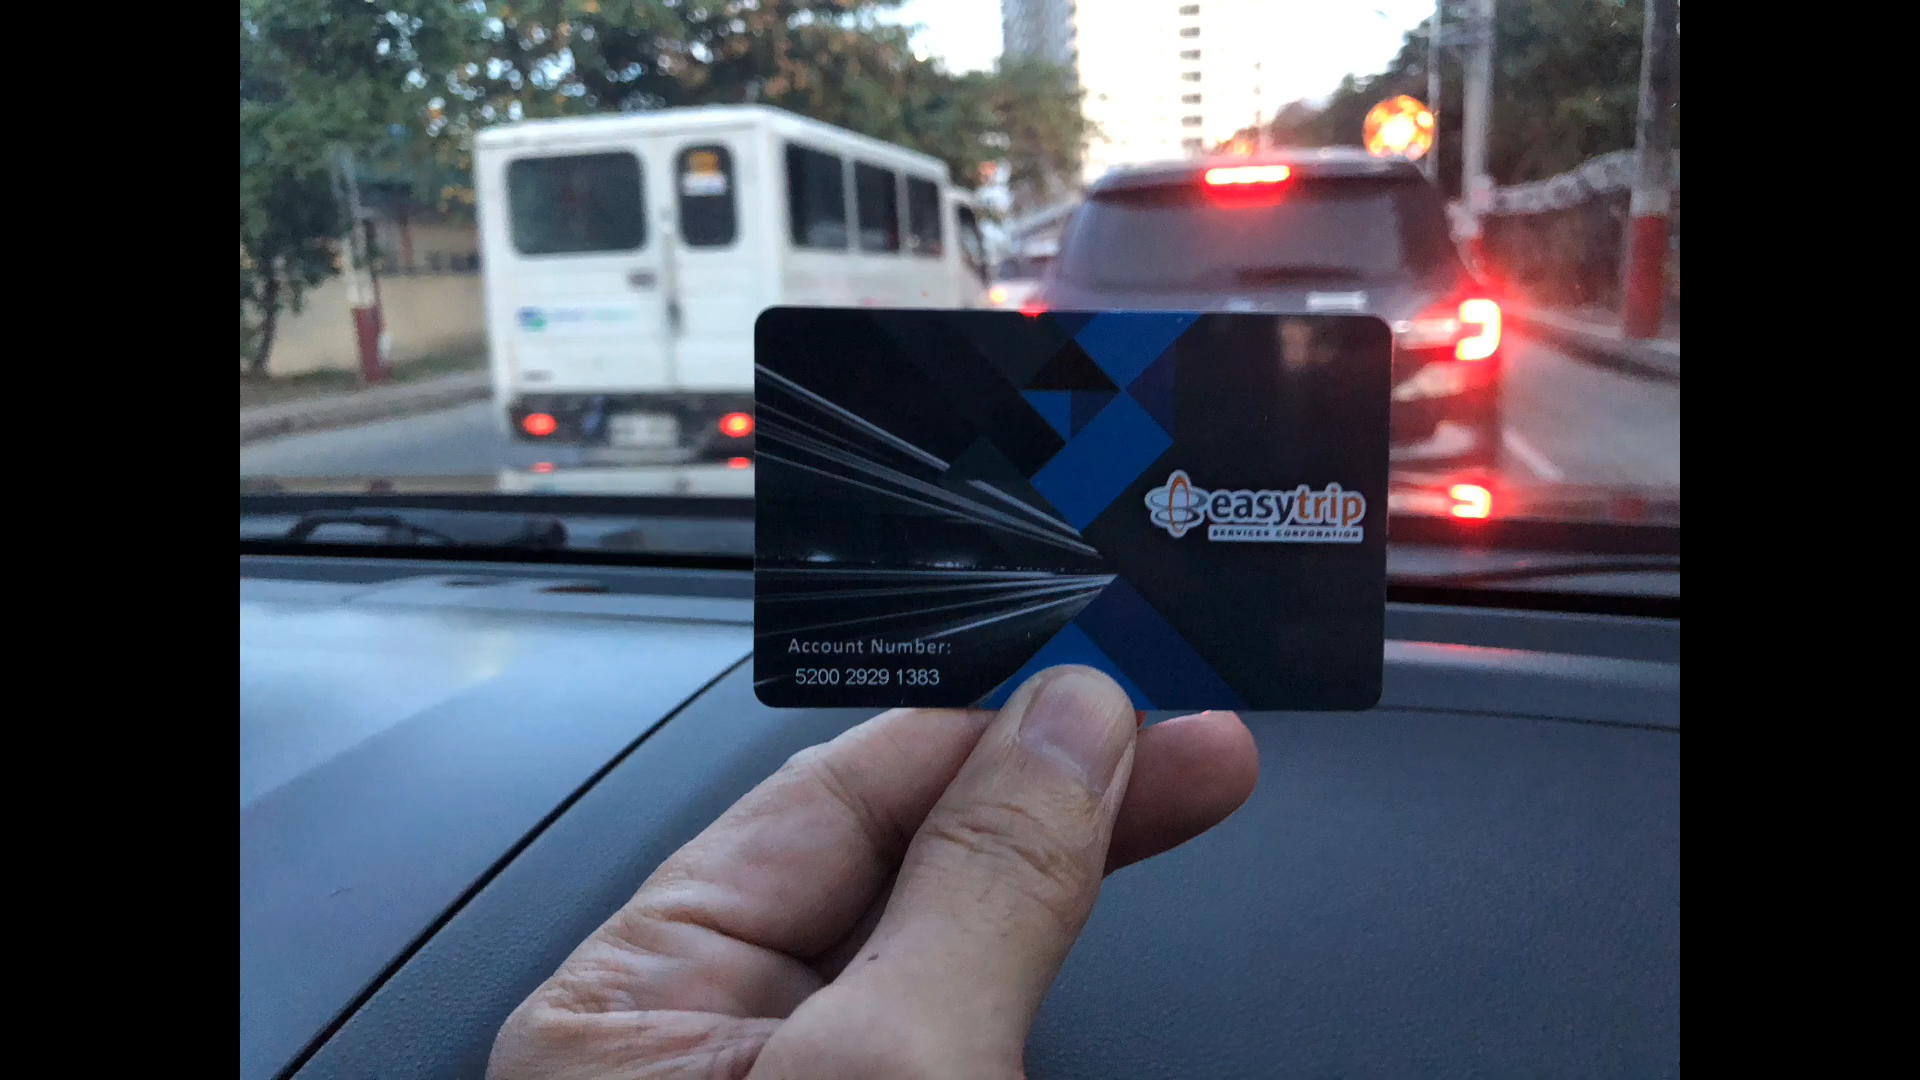 easytrip
SERVICES CORPORATION
Account Number:
5200 2929 1383